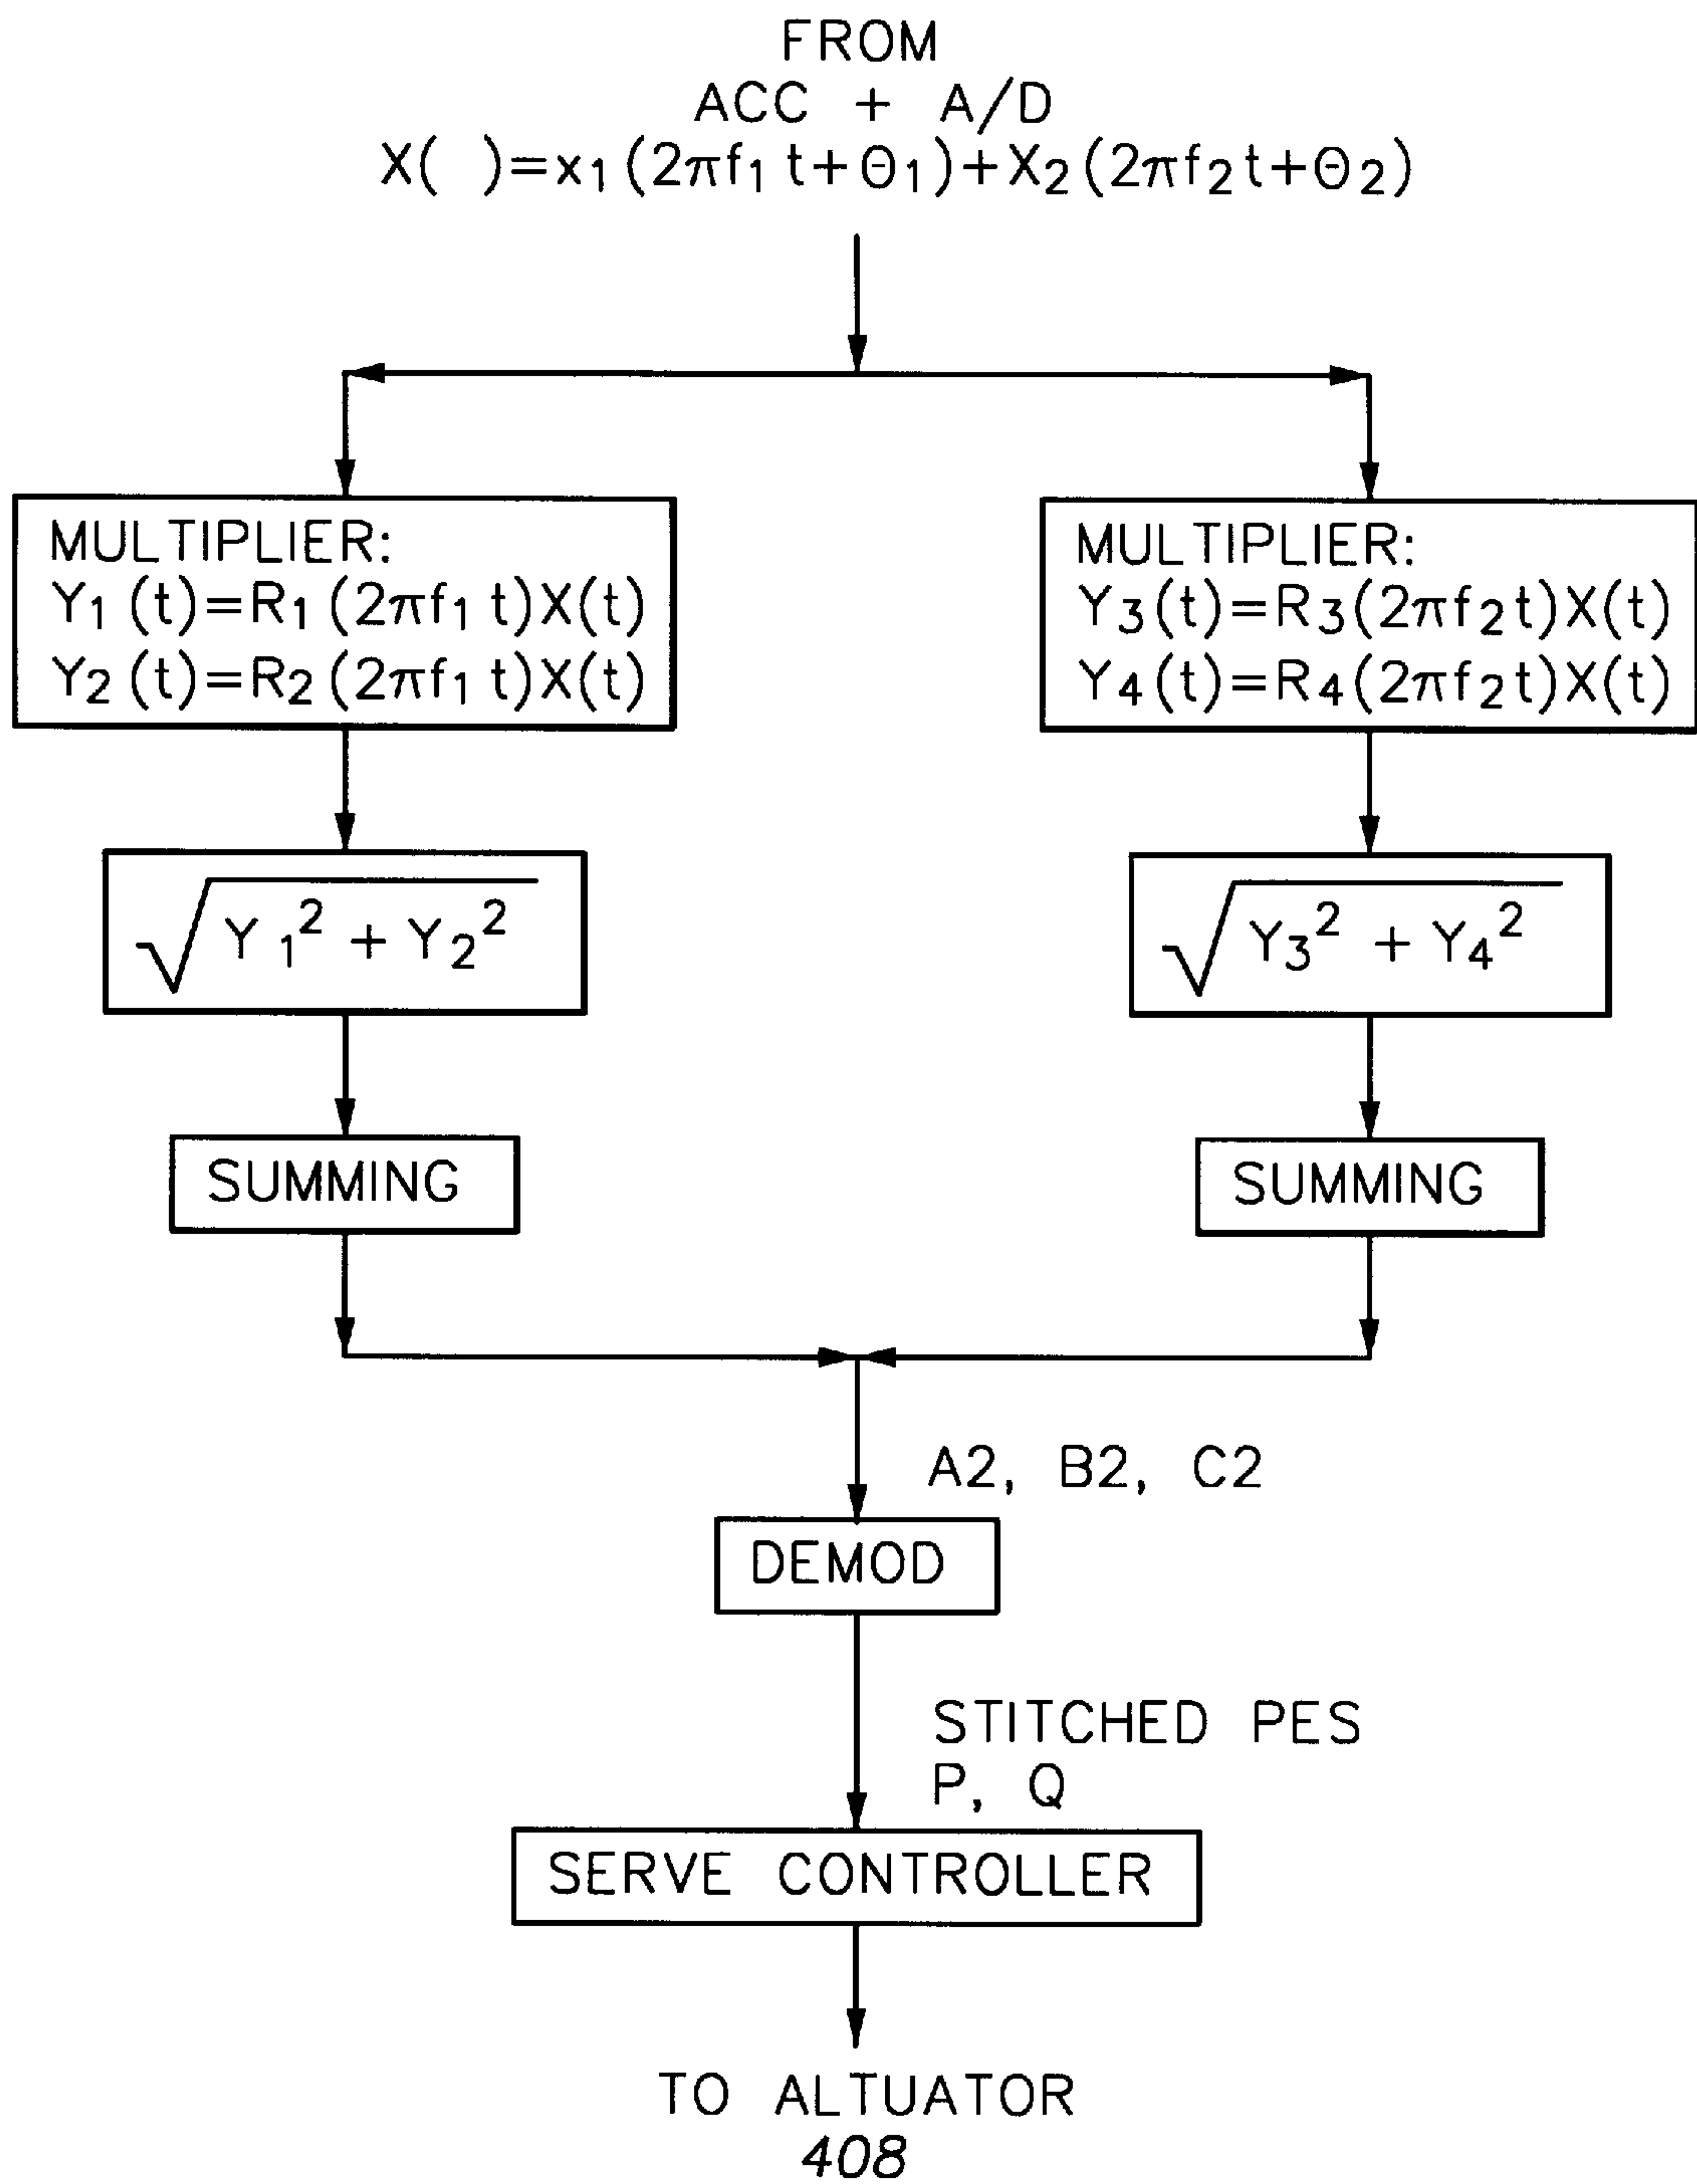 FROM
ACC + A/D
X( )=x₁(2πf₁t+Θ₁)+X₂(2πf₂t+Θ₂)
MULTIPLIER:
Y₁(t)=R₁(2πf₁t)X(t)
Y₂(t)=R₂(2πf₁t)X(t)
MULTIPLIER:
Y₃(t)=R₃(2πf₂t)X(t)
Y₄(t)=R₄(2πf₂t)X(t)
√Y₁² + Y₂²
√Y₃² + Y₄²
SUMMING
SUMMING
A2, B2, C2
DEMOD
STITCHED PES
P, Q
SERVE CONTROLLER
TO ALTUATOR
408